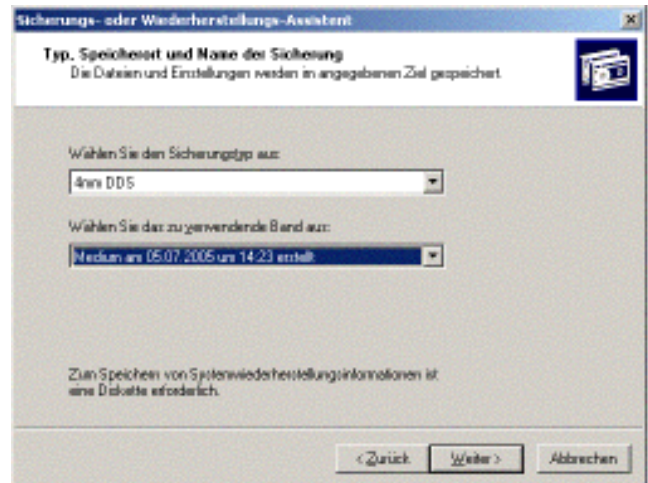 Sicherungs- oder Wiederherstellungs-Assistent
Typ, Speicherort und Name der Sicherung
Die Dateien und Einstellungen werden im angegebenen Ziel gespeichert.
Wählen Sie den Sicherungstyp aus:
4mm DDS
Wählen Sie das zu verwendende Band aus:
Medium am 05.07.2005 um 14:23 erstellt
Zum Speichern von Systemwiederherstellungsinformationen ist
eine Diskette erforderlich.
< Zurück Weiter > Abbrechen